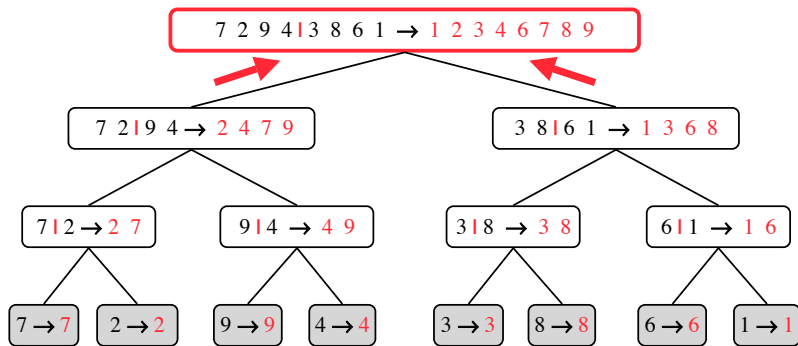 7 2 9 4|3 8 6 1 → 1 2 3 4 6 7 8 9
7 2|9 4 → 2 4 7 9
3 8|6 1 → 1 3 6 8
7|2 → 2 7
9|4 → 4 9
3|8 → 3 8
6|1 → 1 6
7 → 7
2 → 2
9 → 9
4 → 4
3 → 3
8 → 8
6 → 6
1 → 1